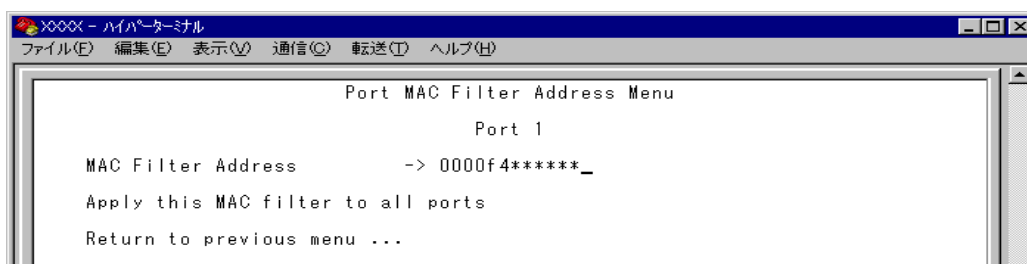 XXXX - ハイパーターミナル
ファイル(F) 編集(E) 表示(V) 通信(C) 転送(T) ヘルプ(H)
Port MAC Filter Address Menu
Port 1
MAC Filter Address -> 0000f4******_
Apply this MAC filter to all ports
Return to previous menu ...